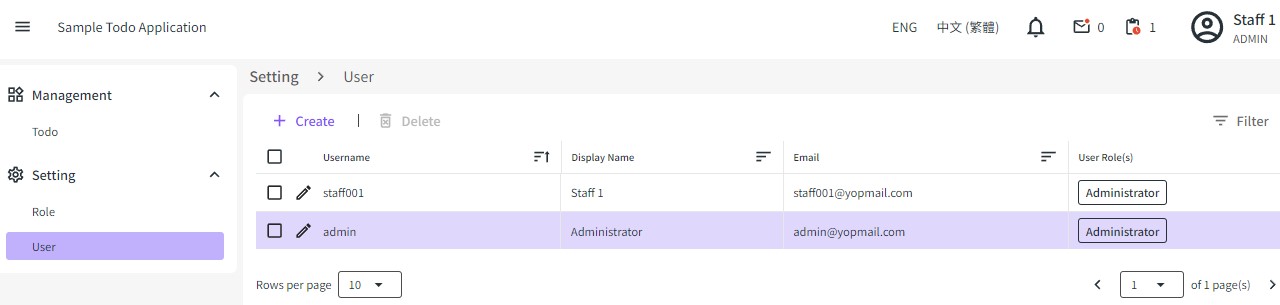 Sample Todo Application ENG 中文 (繁體) 0 1 Staff 1
ADMIN
Setting > User
Management
Todo
Setting
Role
User
+ Create | Delete Filter
Username Display Name Email User Role(s)
staff001 Staff 1 staff001@yopmail.com Administrator
admin Administrator admin@yopmail.com Administrator
Rows per page 10 1 of 1 page(s)